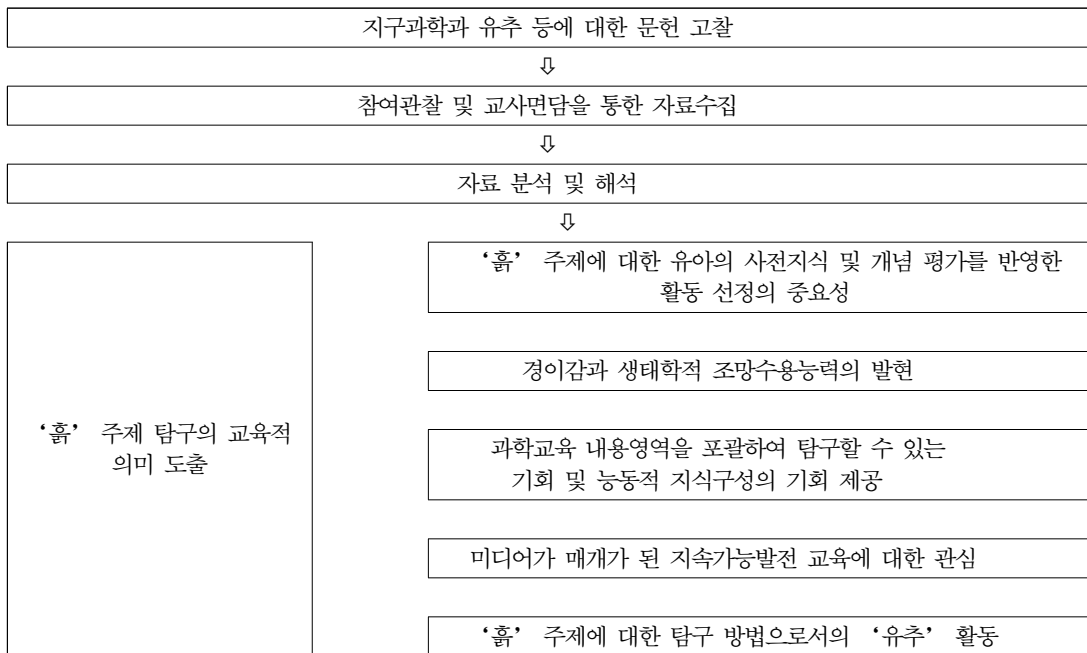 지구과학과 유추 등에 대한 문헌 고찰
⇩
참여관찰 및 교사면담을 통한 자료수집
⇩
자료 분석 및 해석
⇩
‘흙’ 주제 탐구의 교육적
의미 도출
‘흙’ 주제에 대한 유아의 사전지식 및 개념 평가를 반영한
활동 선정의 중요성
경이감과 생태학적 조망수용능력의 발현
과학교육 내용영역을 포괄하여 탐구할 수 있는
기회 및 능동적 지식구성의 기회 제공
미디어가 매개가 된 지속가능발전 교육에 대한 관심
‘흙’ 주제에 대한 탐구 방법으로서의 ‘유추’ 활동